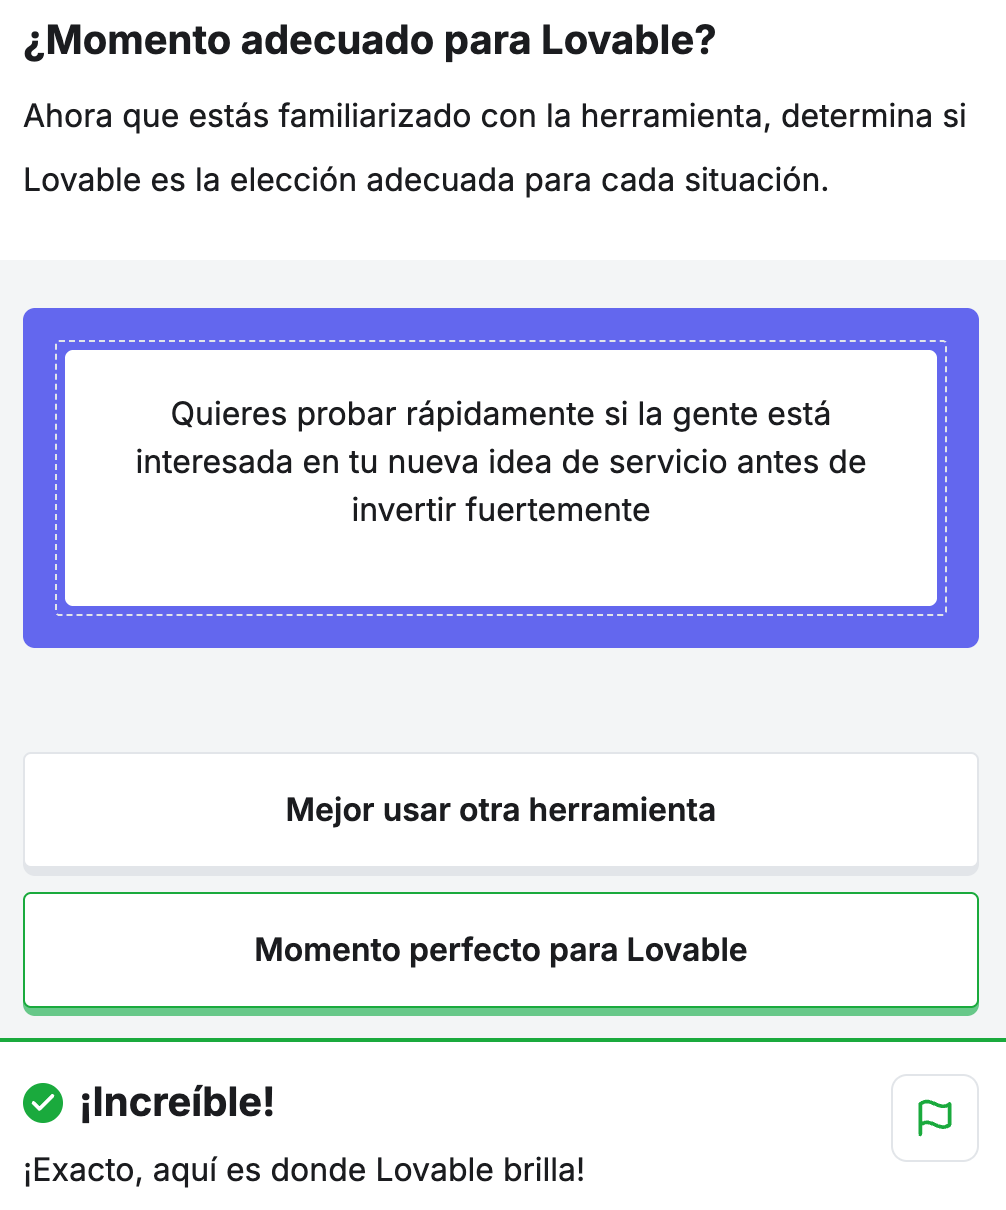 ¿Momento adecuado para Lovable?
Ahora que estás familiarizado con la herramienta, determina si
Lovable es la elección adecuada para cada situación.
Quieres probar rápidamente si la gente está
interesada en tu nueva idea de servicio antes de
invertir fuertemente
Mejor usar otra herramienta
Momento perfecto para Lovable
¡Increíble!
¡Exacto, aquí es donde Lovable brilla!